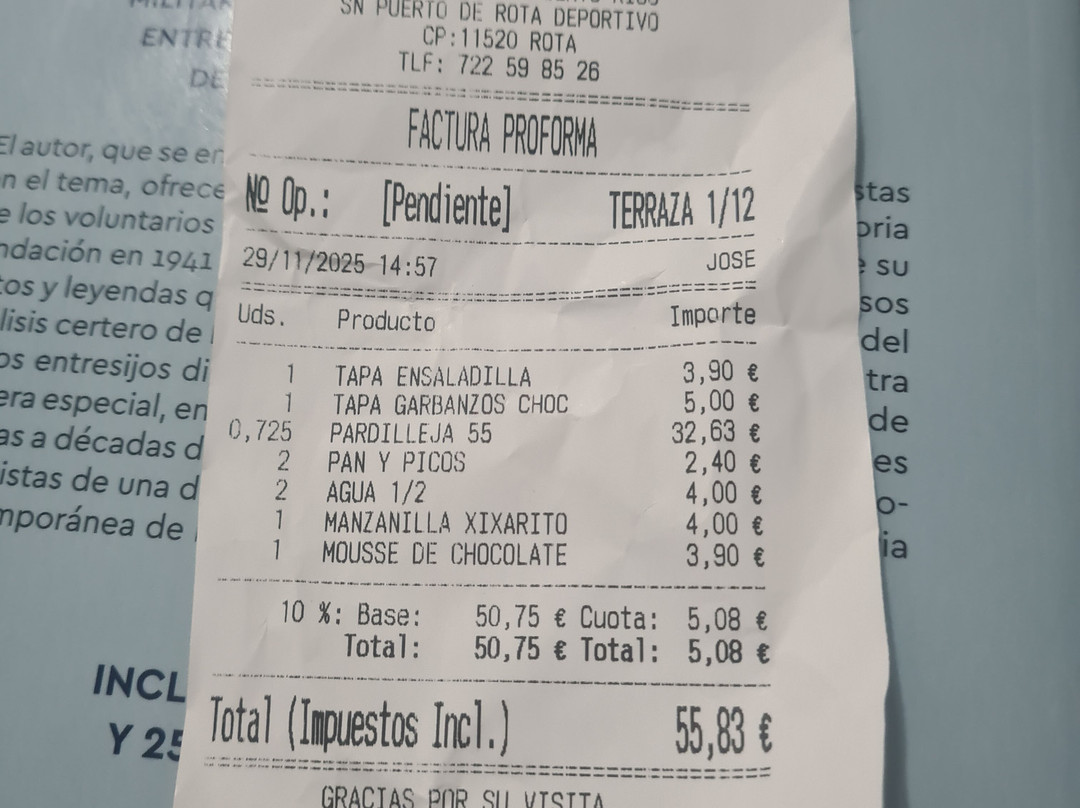 ENTRE
DE
El autor, que se er
n el tema, ofrece
e los voluntarios
ndación en 1941
tos y leyendas q
lisis certero de
os entresijos di
era especial, en
as a décadas d
istas de una d
mporánea de
INCL
Y 25
SN PUERTO DE ROTA DEPORTIVO
CP:11520 ROTA
TLF: 722 59 85 26
FACTURA PROFORMA
Nº Op.: [Pendiente] TERRAZA 1/12
29/11/2025 14:57 JOSE
Uds. Producto Importe
1 TAPA ENSALADILLA 3,90 €
1 TAPA GARBANZOS CHOC 5,00 €
0,725 PARDILLEJA 55 32,63 €
2 PAN Y PICOS 2,40 €
2 AGUA 1/2 4,00 €
1 MANZANILLA XIXARITO 4,00 €
1 MOUSSE DE CHOCOLATE 3,90 €
10 %: Base: 50,75 € Cuota: 5,08 €
Total: 50,75 € Total: 5,08 €
Total (Impuestos Incl.) 55,83 €
GRACIAS POR SU VISITA
stas
oria
e su
sos
del
tra
de
es
o-
ia